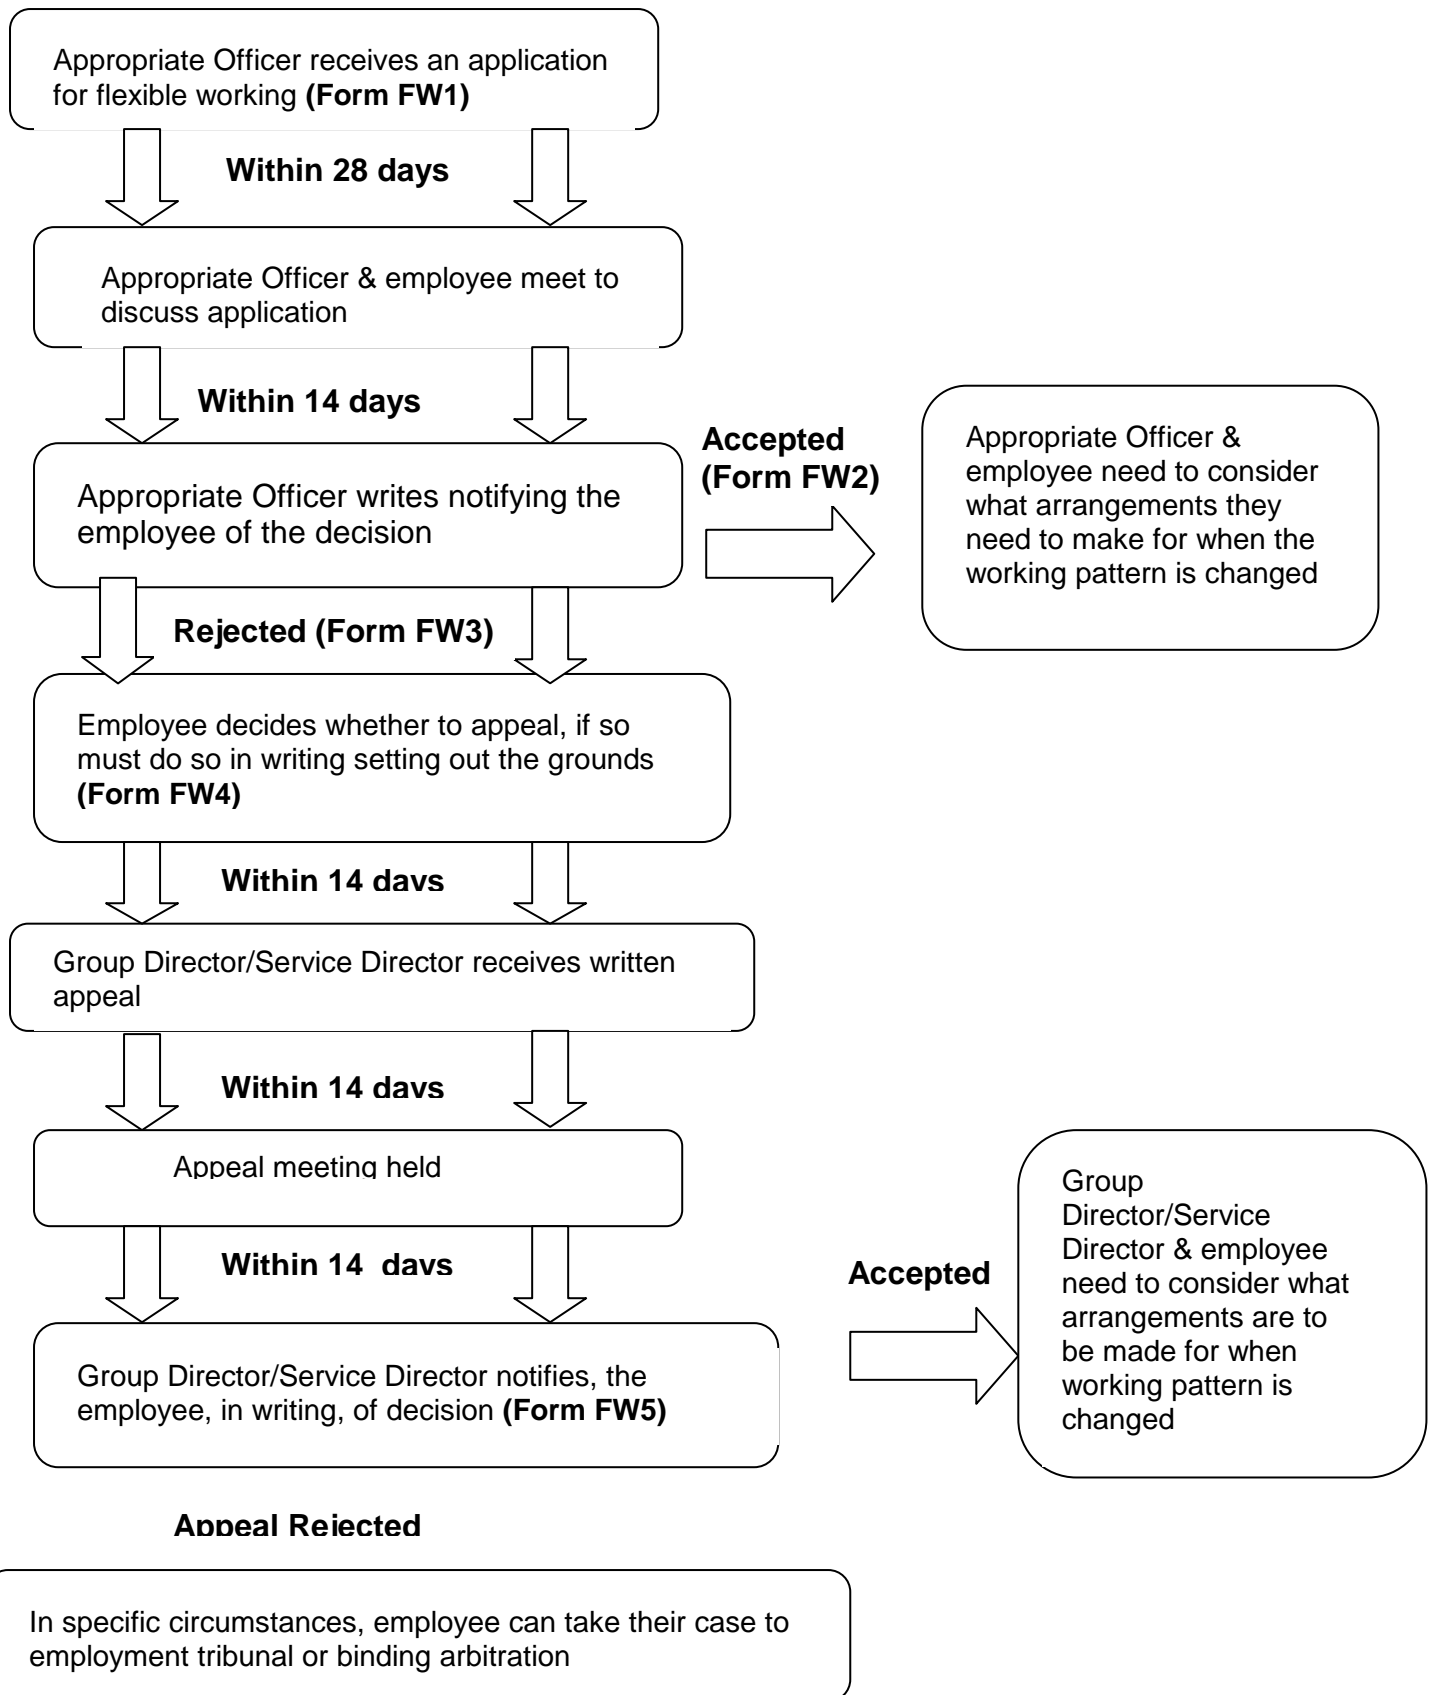 Appropriate Officer receives an application
for flexible working (Form FW1)
Within 28 days
Appropriate Officer & employee meet to
discuss application
Within 14 days
Accepted
(Form FW2)
Appropriate Officer &
employee need to consider
what arrangements they
need to make for when the
working pattern is changed
Appropriate Officer writes notifying the
employee of the decision
Rejected (Form FW3)
Employee decides whether to appeal, if so
must do so in writing setting out the grounds
(Form FW4)
Within 14 days
Group Director/Service Director receives written
appeal
Within 14 days
Appeal meeting held
Within 14 days
Accepted
Group
Director/Service
Director & employee
need to consider what
arrangements are to
be made for when
working pattern is
changed
Group Director/Service Director notifies, the
employee, in writing, of decision (Form FW5)
Appeal Rejected
In specific circumstances, employee can take their case to
employment tribunal or binding arbitration